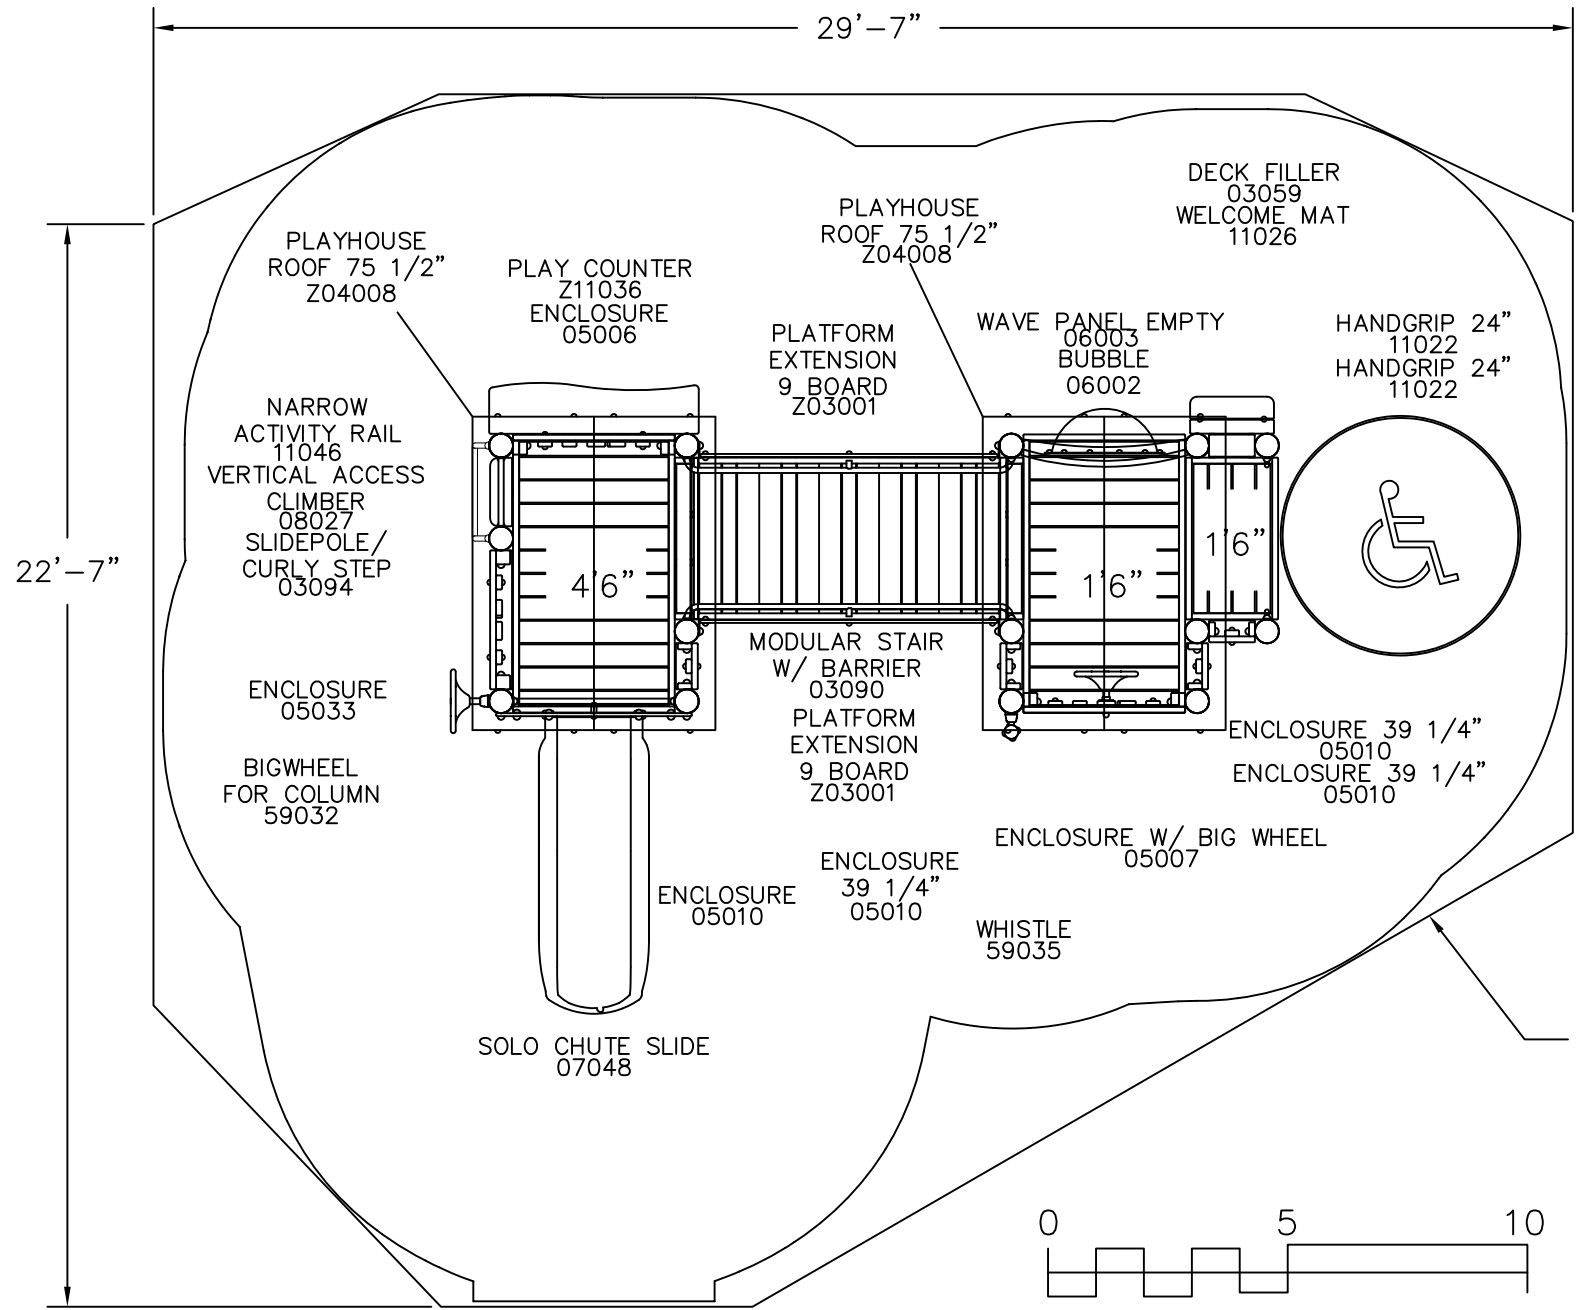 29'-7"
DECK FILLER
03059
WELCOME MAT
11026
PLAYHOUSE
ROOF 75 1/2"
Z04008
PLAYHOUSE
ROOF 75 1/2"
Z04008
PLAY COUNTER
Z11036
ENCLOSURE
05006
PLATFORM
EXTENSION
9 BOARD
Z03001
WAVE PANEL EMPTY
06003
BUBBLE
06002
HANDGRIP 24"
11022
HANDGRIP 24"
11022
NARROW
ACTIVITY RAIL
11046
VERTICAL ACCESS
CLIMBER
08027
SLIDEPOLE/
CURLY STEP
03094
22'-7"
4'6"
1'6"
1'6"
MODULAR STAIR
W/ BARRIER
03090
PLATFORM
EXTENSION
9 BOARD
Z03001
ENCLOSURE
05033
BIGWHEEL
FOR COLUMN
59032
ENCLOSURE 39 1/4"
05010
ENCLOSURE 39 1/4"
05010
ENCLOSURE W/ BIG WHEEL
05007
ENCLOSURE
39 1/4"
05010
ENCLOSURE
05010
WHISTLE
59035
SOLO CHUTE SLIDE
07048
0 5 10